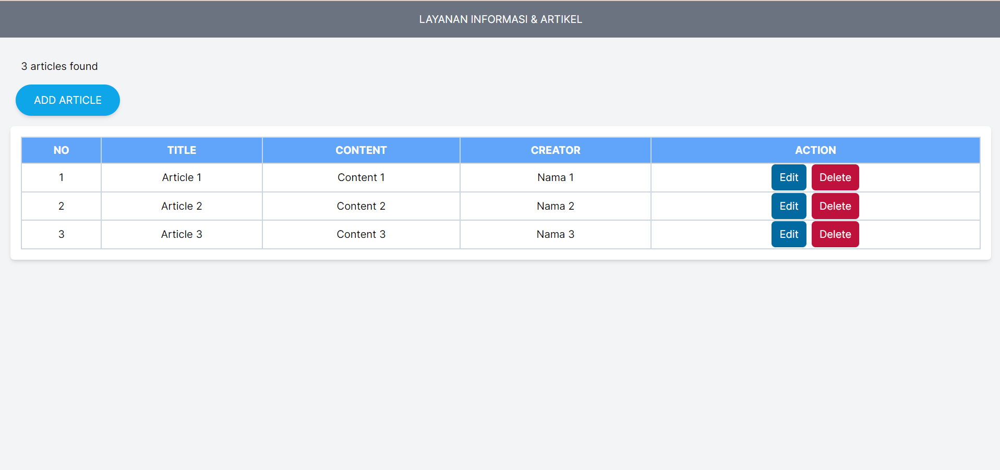 LAYANAN INFORMASI & ARTIKEL
3 articles found
ADD ARTICLE
NO TITLE CONTENT CREATOR ACTION
1 Article 1 Content 1 Nama 1 Edit Delete
2 Article 2 Content 2 Nama 2 Edit Delete
3 Article 3 Content 3 Nama 3 Edit Delete